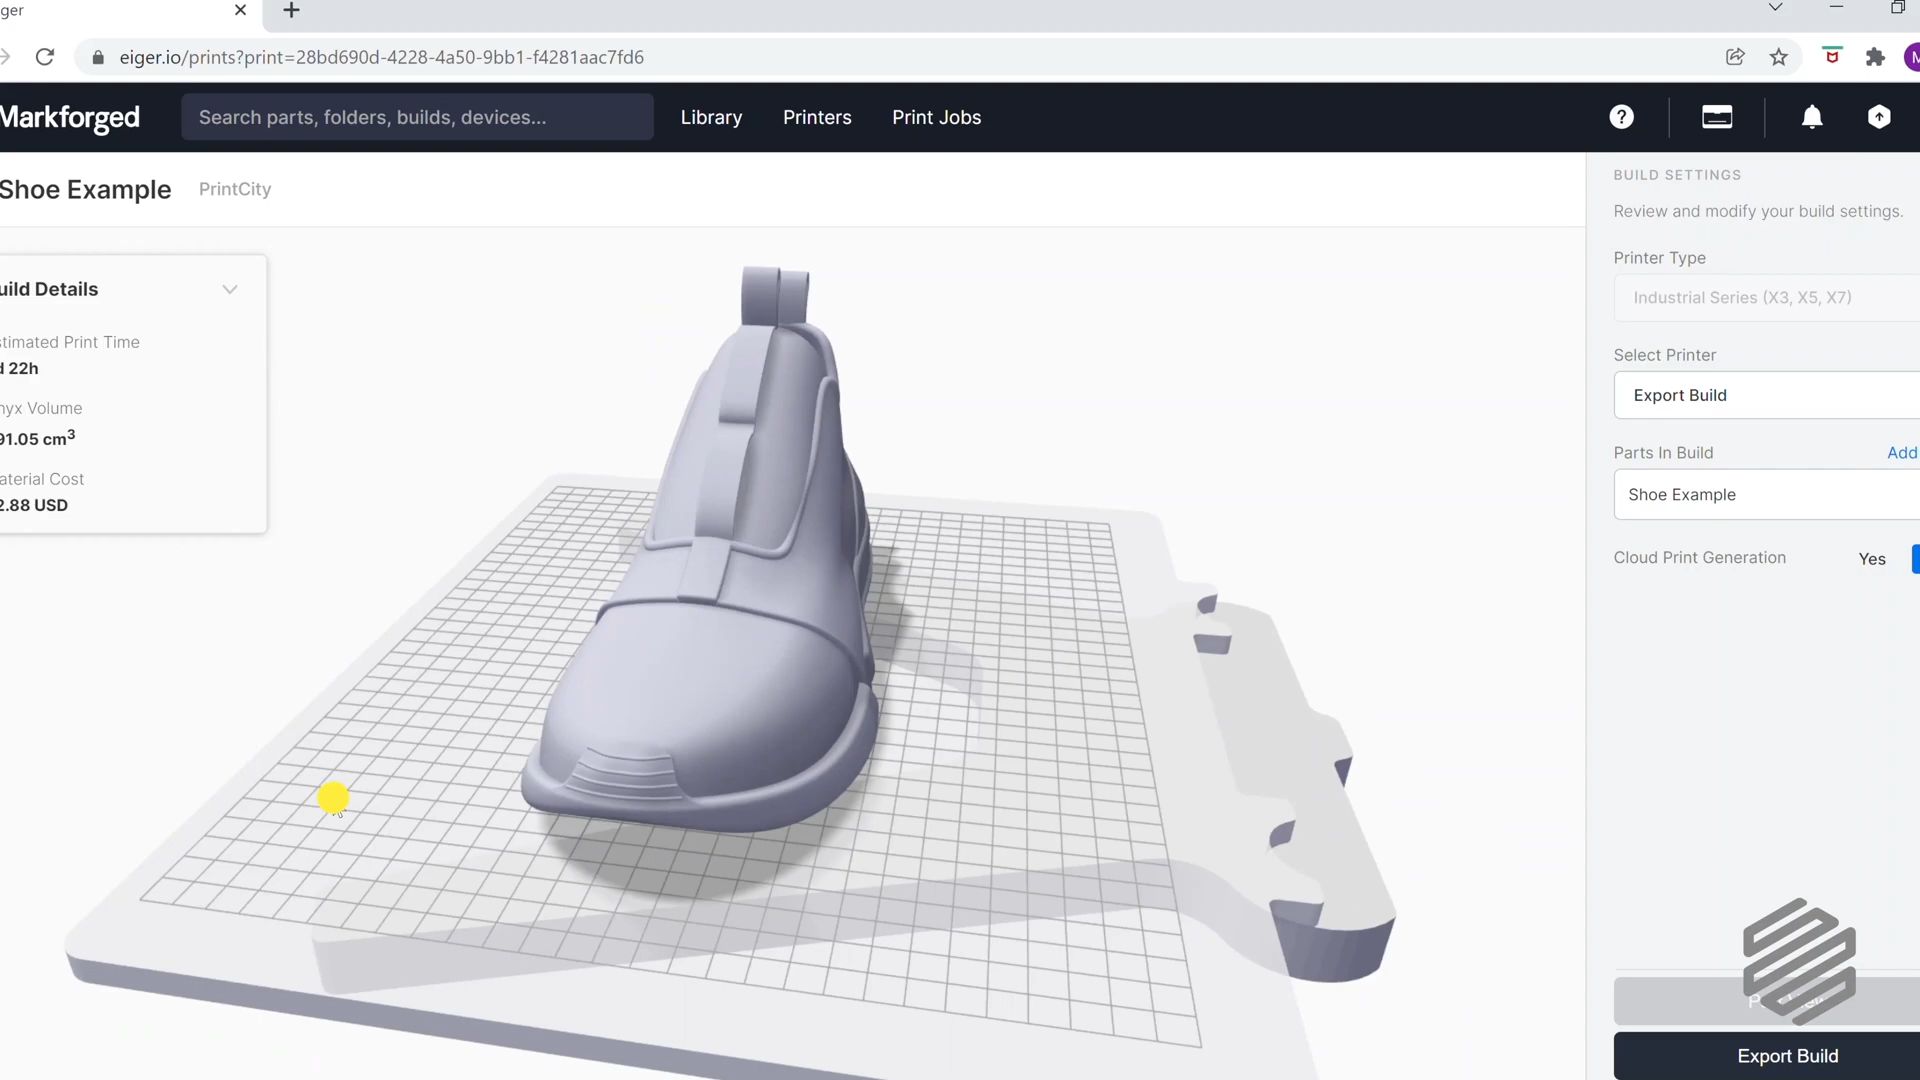 ger
eiger.io/prints?print=28bd690d-4228-4a50-9bb1-f4281aac7fd6
M
Markforged
Search parts, folders, builds, devices...
Library
Printers
Print Jobs
Shoe Example
PrintCity
uild Details
stimated Print Time
d 22h
nyx Volume
91.05 cm³
aterial Cost
2.88 USD
BUILD SETTINGS
Review and modify your build settings.
Printer Type
Industrial Series (X3, X5, X7)
Select Printer
Export Build
Parts In Build
Add
Shoe Example
Cloud Print Generation
Yes
Export Build